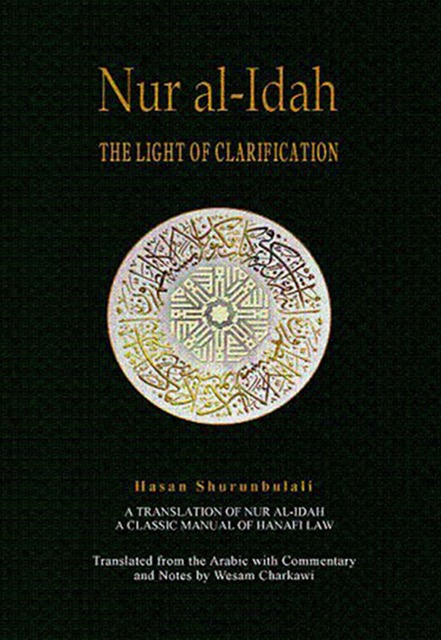 Nur al-Idah
THE LIGHT OF CLARIFICATION
Hasan Shurunbulali
A TRANSLATION OF NUR AL-IDAH
A CLASSIC MANUAL OF HANAFI LAW
Translated from the Arabic with Commentary
and Notes by Wesam Charkawi